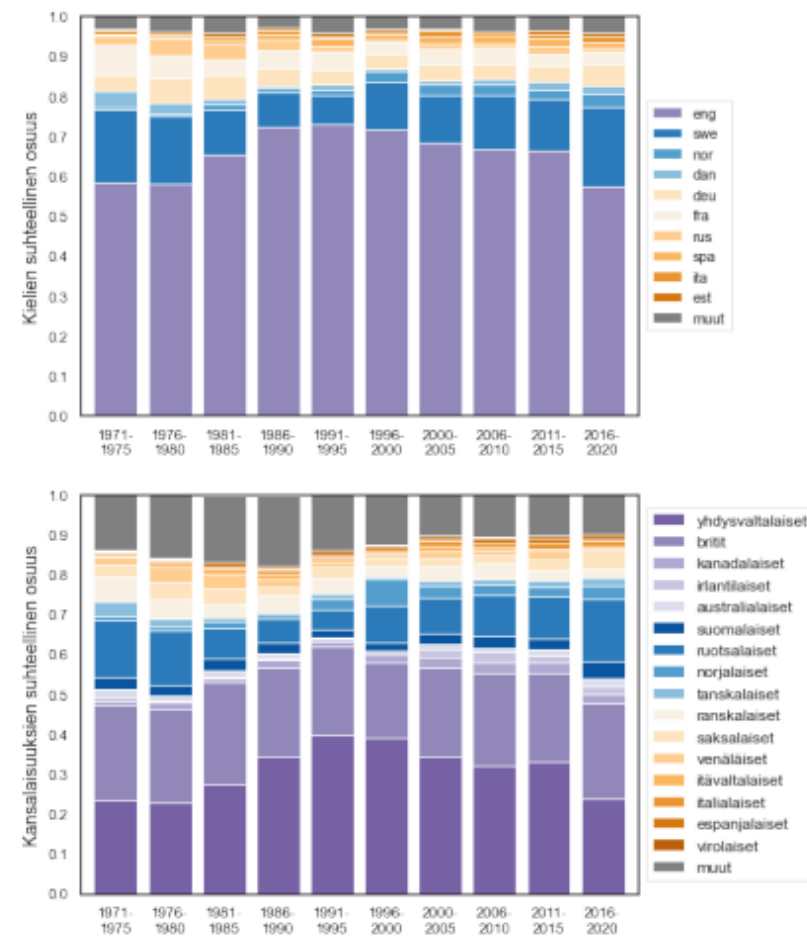 Kielien suhteellinen osuus
1.0
0.9
0.8
0.7
0.6
0.5
0.4
0.3
0.2
0.1
0.0
1971-
1975
1976-
1980
1981-
1985
1986-
1990
1991-
1995
1996-
2000
2000-
2005
2006-
2010
2011-
2015
2016-
2020
eng
swe
nor
dan
deu
fra
rus
spa
ita
est
muut
Kansalaisuuksien suhteellinen osuus
1.0
0.9
0.8
0.7
0.6
0.5
0.4
0.3
0.2
0.1
0.0
1971-
1975
1976-
1980
1981-
1985
1986-
1990
1991-
1995
1996-
2000
2000-
2005
2006-
2010
2011-
2015
2016-
2020
yhdysvaltalaiset
britit
kanadalaiset
irlantilaiset
australialaiset
suomalaiset
ruotsalaiset
norjalaiset
tanskalaiset
ranskalaiset
saksalaiset
venäläiset
itävaltalaiset
italialaiset
espanjalaiset
virolaiset
muut